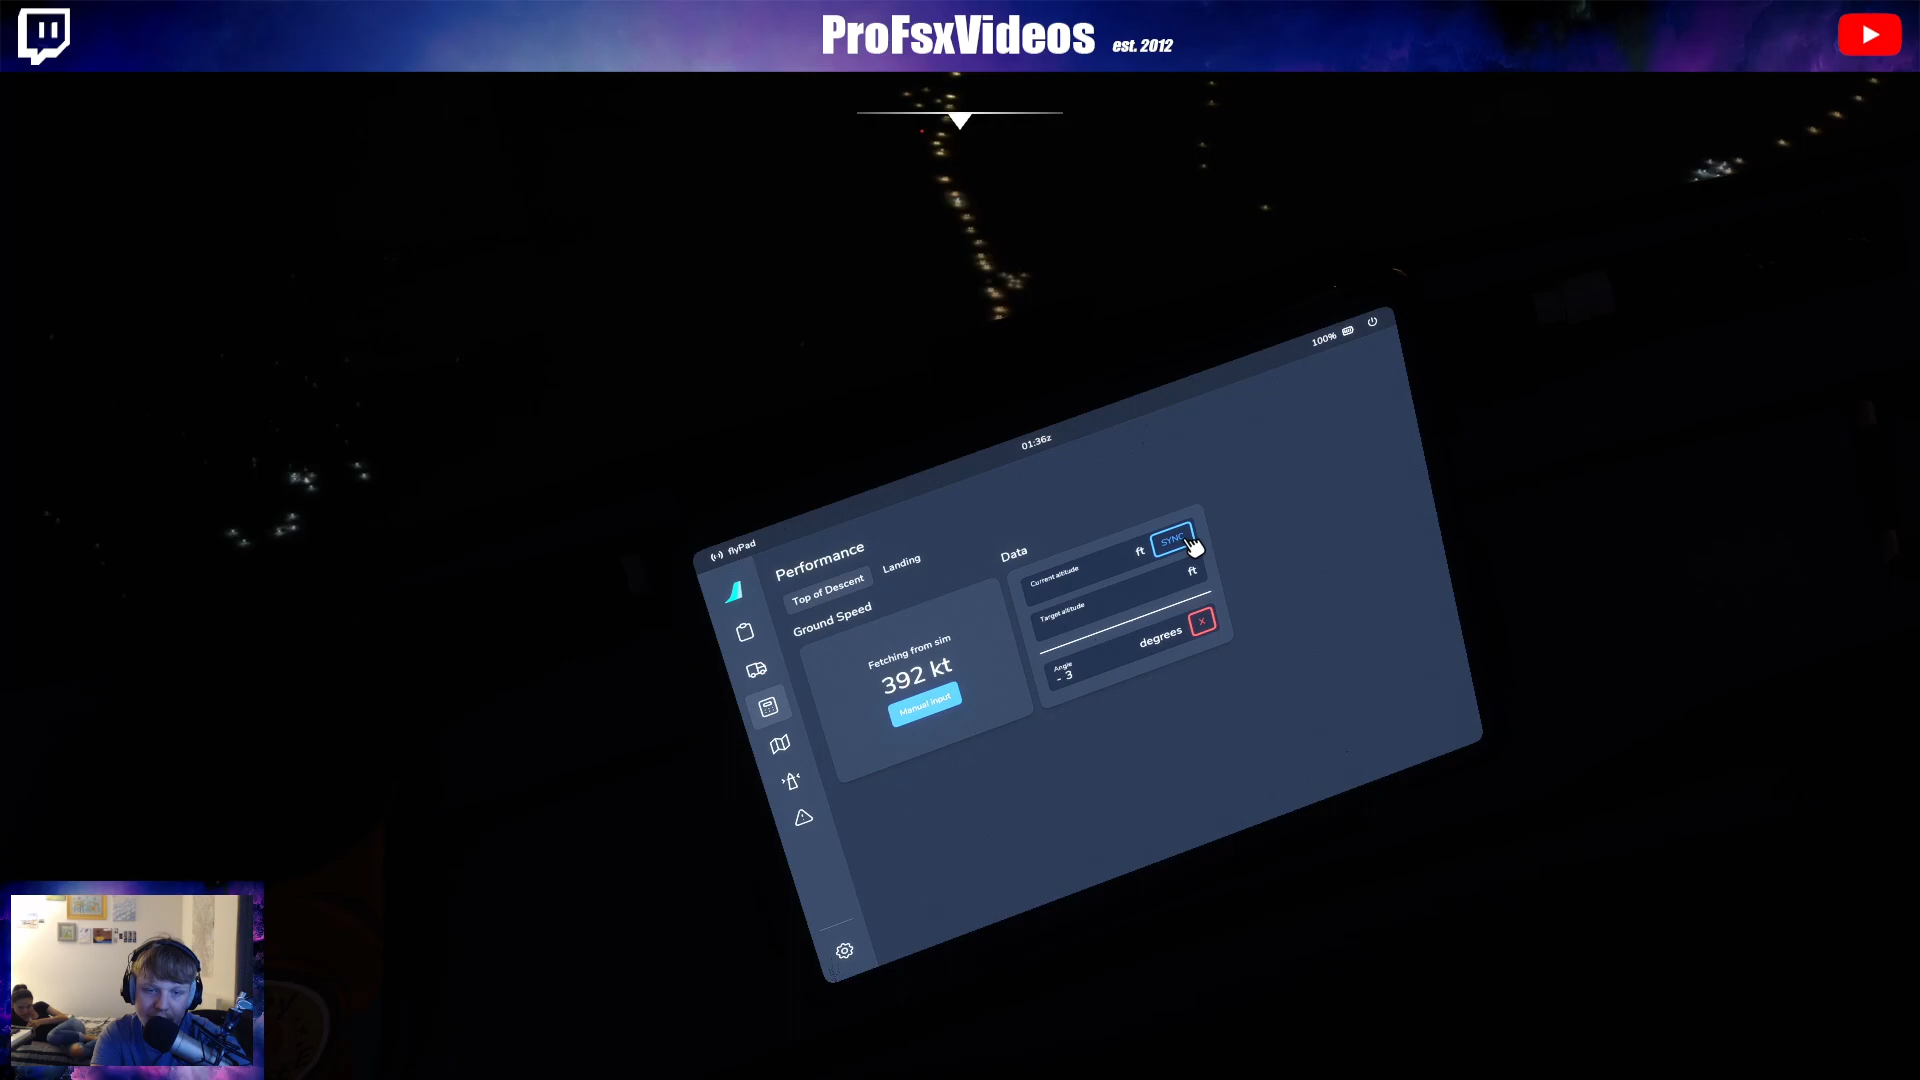 ProFsxVideos est. 2012
100%
01:36z
flyPad
Performance
Top of Descent
Landing
Ground Speed
Fetching from sim
392 kt
Manual input
Data
Current altitude
ft
SYNC
Target altitude
ft
Angle
- 3
degrees
X